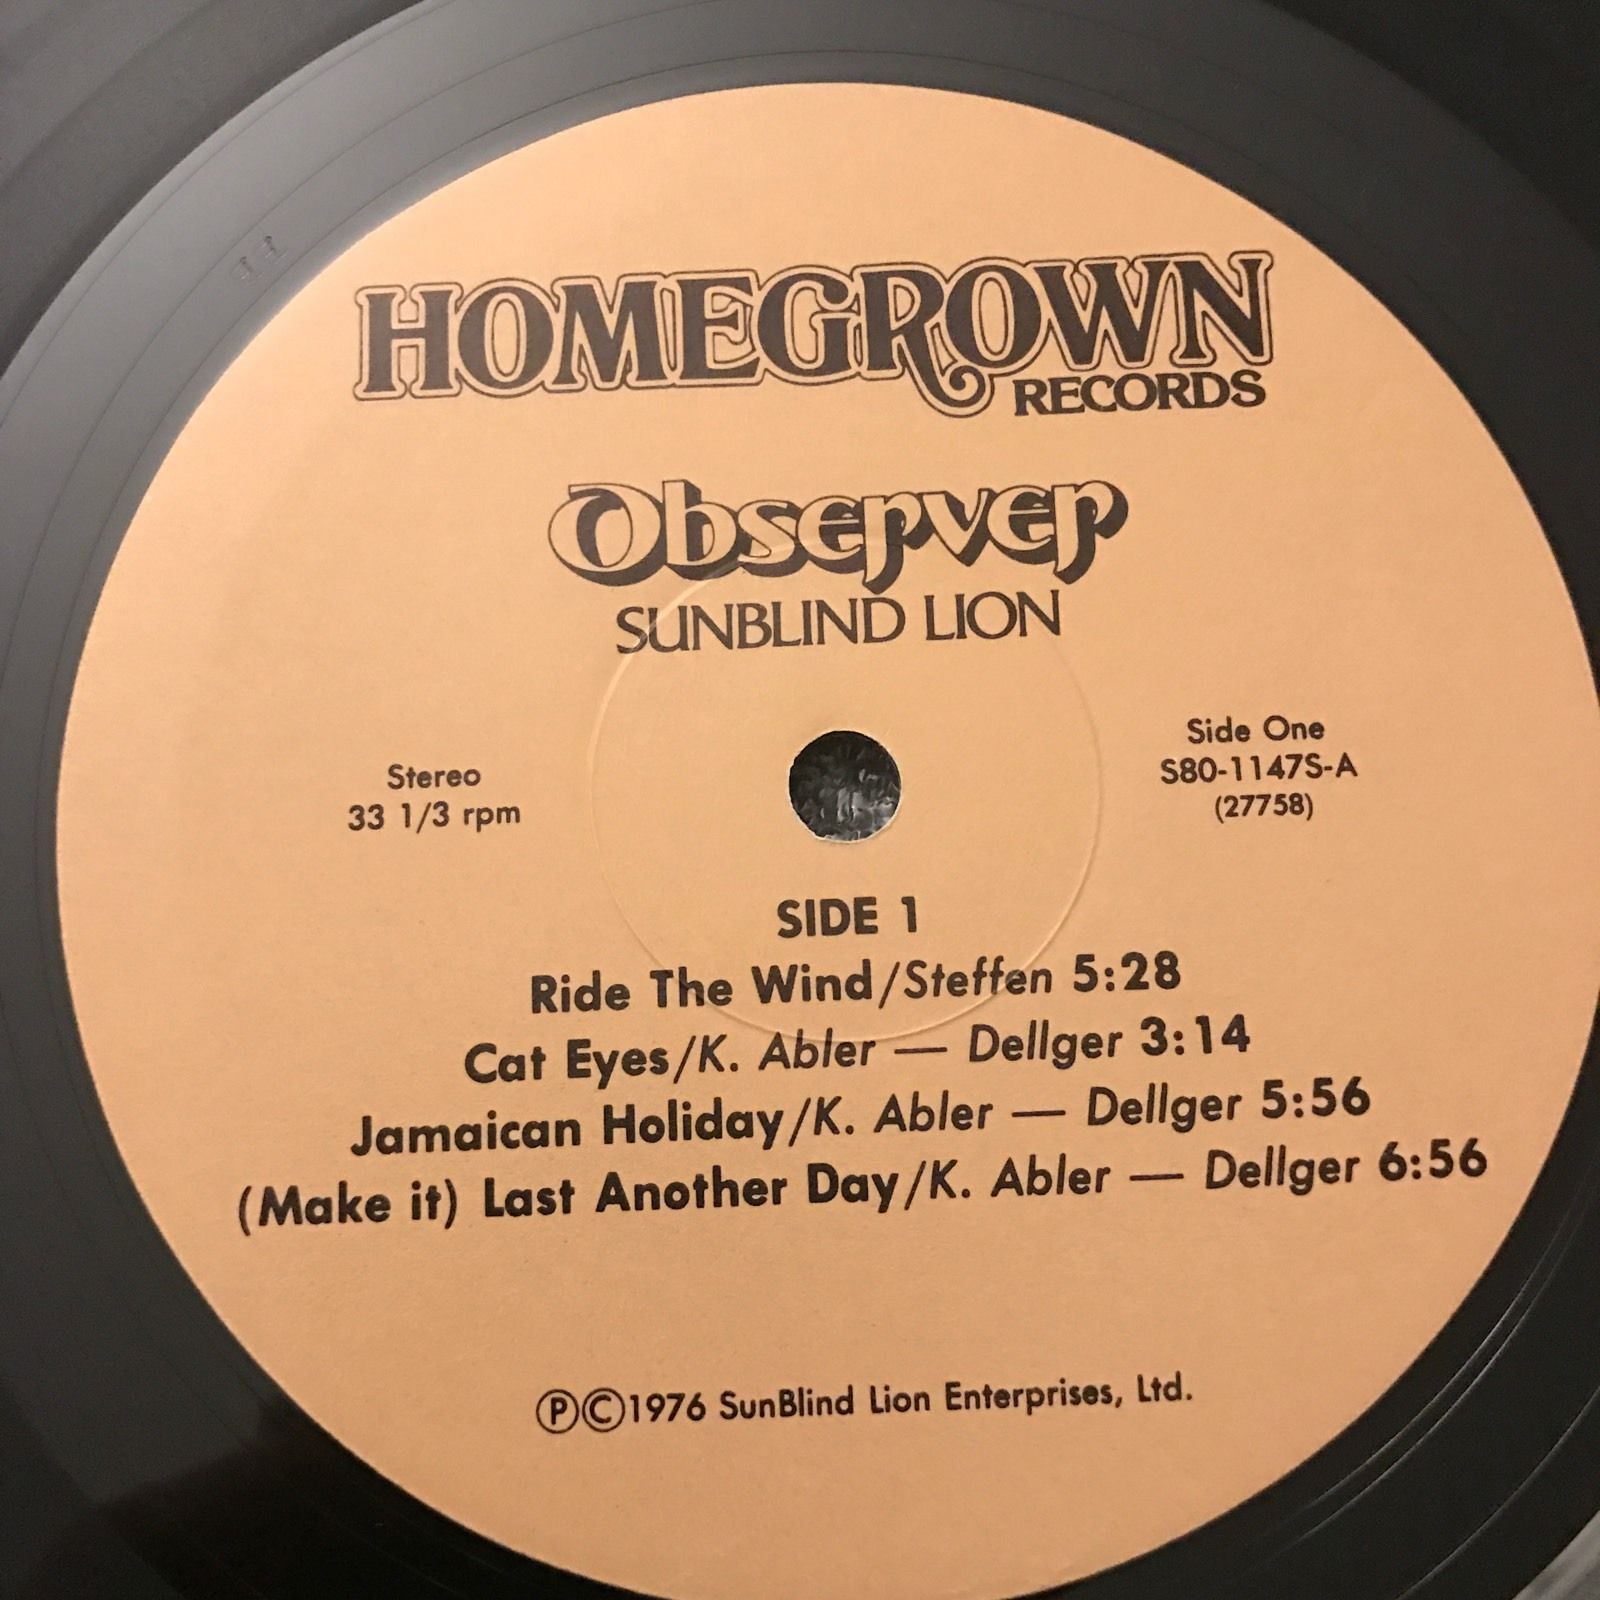 HOMEGROWN
RECORDS
Observer
SUNBLIND LION
Stereo
33 1/3 rpm
Side One
S80-1147S-A
(27758)
SIDE 1
Ride The Wind/Steffen 5:28
Cat Eyes/K. Abler — Dellger 3:14
Jamaican Holiday/K. Abler — Dellger 5:56
(Make it) Last Another Day/K. Abler — Dellger 6:56
ⓅⒸ1976 SunBlind Lion Enterprises, Ltd.